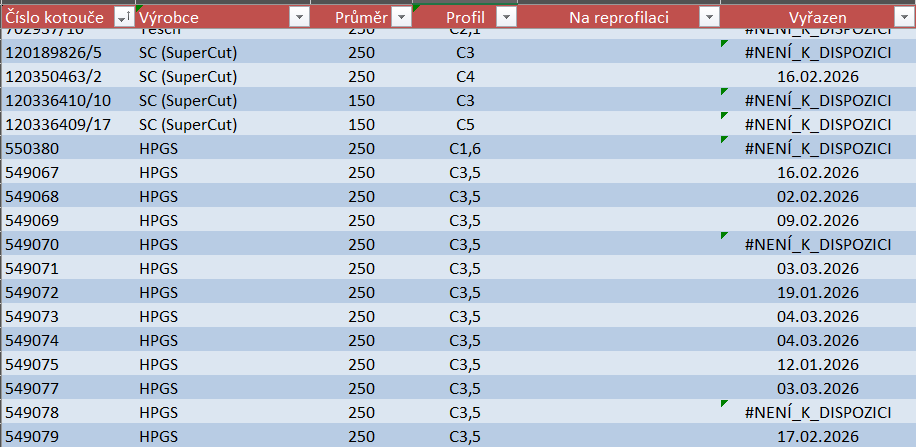 Číslo kotouče Výrobce Průměr Profil Na reprofilaci Vyřazen
702957/10 Tesch 250 C2,1 #NENÍ_K_DISPOZICI
120189826/5 SC (SuperCut) 250 C3 #NENÍ_K_DISPOZICI
120350463/2 SC (SuperCut) 250 C4 16.02.2026
120336410/10 SC (SuperCut) 150 C3 #NENÍ_K_DISPOZICI
120336409/17 SC (SuperCut) 150 C5 #NENÍ_K_DISPOZICI
550380 HPGS 250 C1,6 #NENÍ_K_DISPOZICI
549067 HPGS 250 C3,5 16.02.2026
549068 HPGS 250 C3,5 02.02.2026
549069 HPGS 250 C3,5 09.02.2026
549070 HPGS 250 C3,5 #NENÍ_K_DISPOZICI
549071 HPGS 250 C3,5 03.03.2026
549072 HPGS 250 C3,5 19.01.2026
549073 HPGS 250 C3,5 04.03.2026
549074 HPGS 250 C3,5 04.03.2026
549075 HPGS 250 C3,5 12.01.2026
549077 HPGS 250 C3,5 03.03.2026
549078 HPGS 250 C3,5 #NENÍ_K_DISPOZICI
549079 HPGS 250 C3,5 17.02.2026